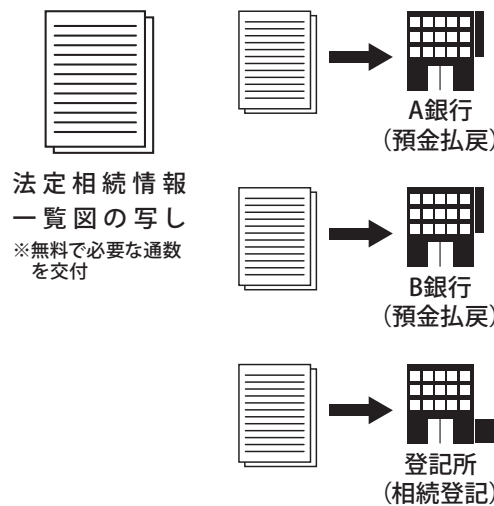 法定相続情報
一覧図の写し
※無料で必要な通数
を交付
A銀行
(預金払戻)
B銀行
(預金払戻)
登記所
(相続登記)